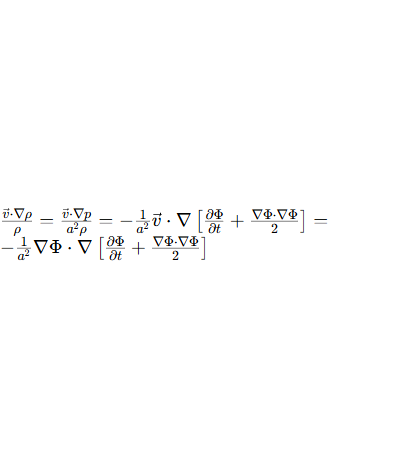 \frac{\vec{v}\cdot\nabla\rho}{\rho} = \frac{\vec{v}\cdot\nabla p}{a^2\rho} = -\frac{1}{a^2}\vec{v}\cdot\nabla\left[\frac{\partial\Phi}{\partial t} + \frac{\nabla\Phi\cdot\nabla\Phi}{2}\right] =
-\frac{1}{a^2}\nabla\Phi\cdot\nabla\left[\frac{\partial\Phi}{\partial t} + \frac{\nabla\Phi\cdot\nabla\Phi}{2}\right]